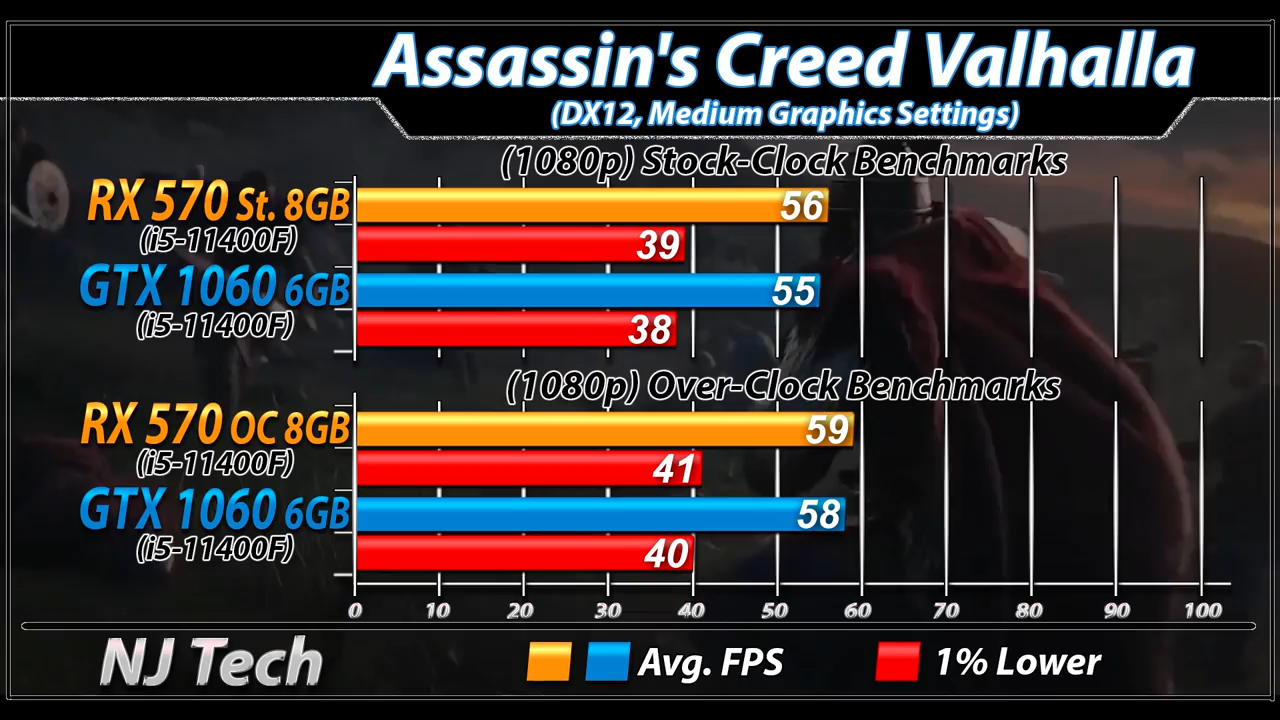 Assassin's Creed Valhalla
(DX12, Medium Graphics Settings)
(1080p) Stock-Clock Benchmarks
RX 570 St. 8GB 56
(i5-11400F) 39
GTX 1060 6GB 55
(i5-11400F) 38
(1080p) Over-Clock Benchmarks
RX 570 OC 8GB 59
(i5-11400F) 41
GTX 1060 6GB 58
(i5-11400F) 40
0 10 20 30 40 50 60 70 80 90 100
NJ Tech Avg. FPS 1% Lower